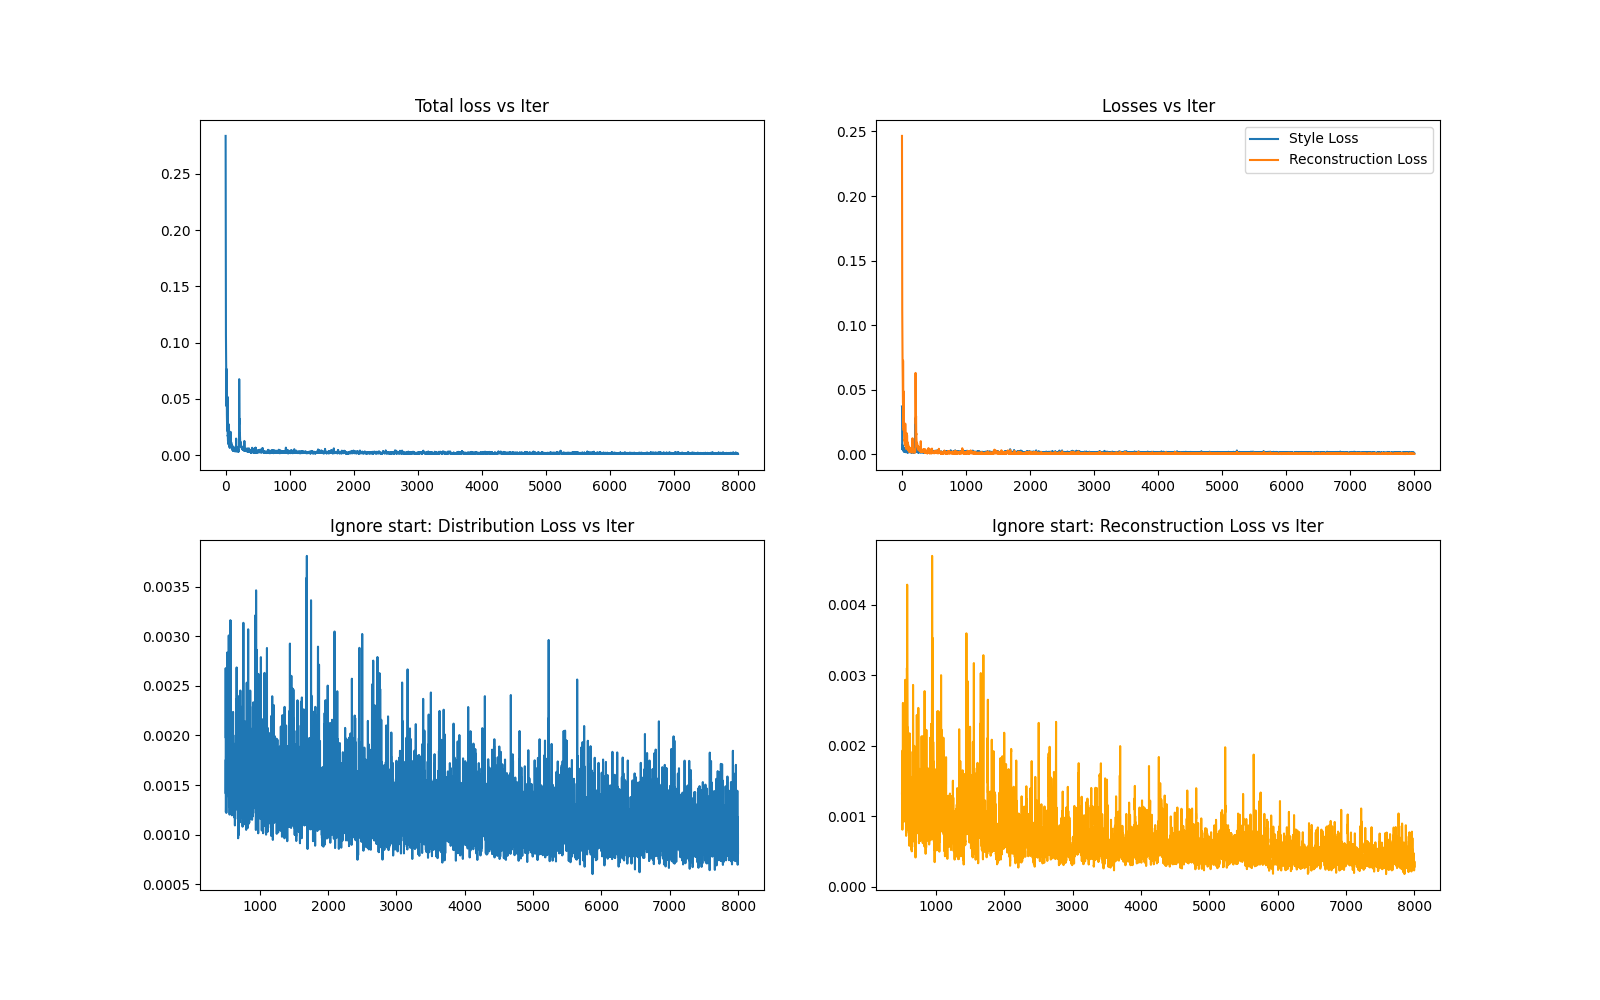 Total loss vs Iter
0.25
0.20
0.15
0.10
0.05
0.00
0 1000 2000 3000 4000 5000 6000 7000 8000
Losses vs Iter
Style Loss
Reconstruction Loss
0.25
0.20
0.15
0.10
0.05
0.00
0 1000 2000 3000 4000 5000 6000 7000 8000
Ignore start: Distribution Loss vs Iter
0.0035
0.0030
0.0025
0.0020
0.0015
0.0010
0.0005
1000 2000 3000 4000 5000 6000 7000 8000
Ignore start: Reconstruction Loss vs Iter
0.004
0.003
0.002
0.001
0.000
1000 2000 3000 4000 5000 6000 7000 8000